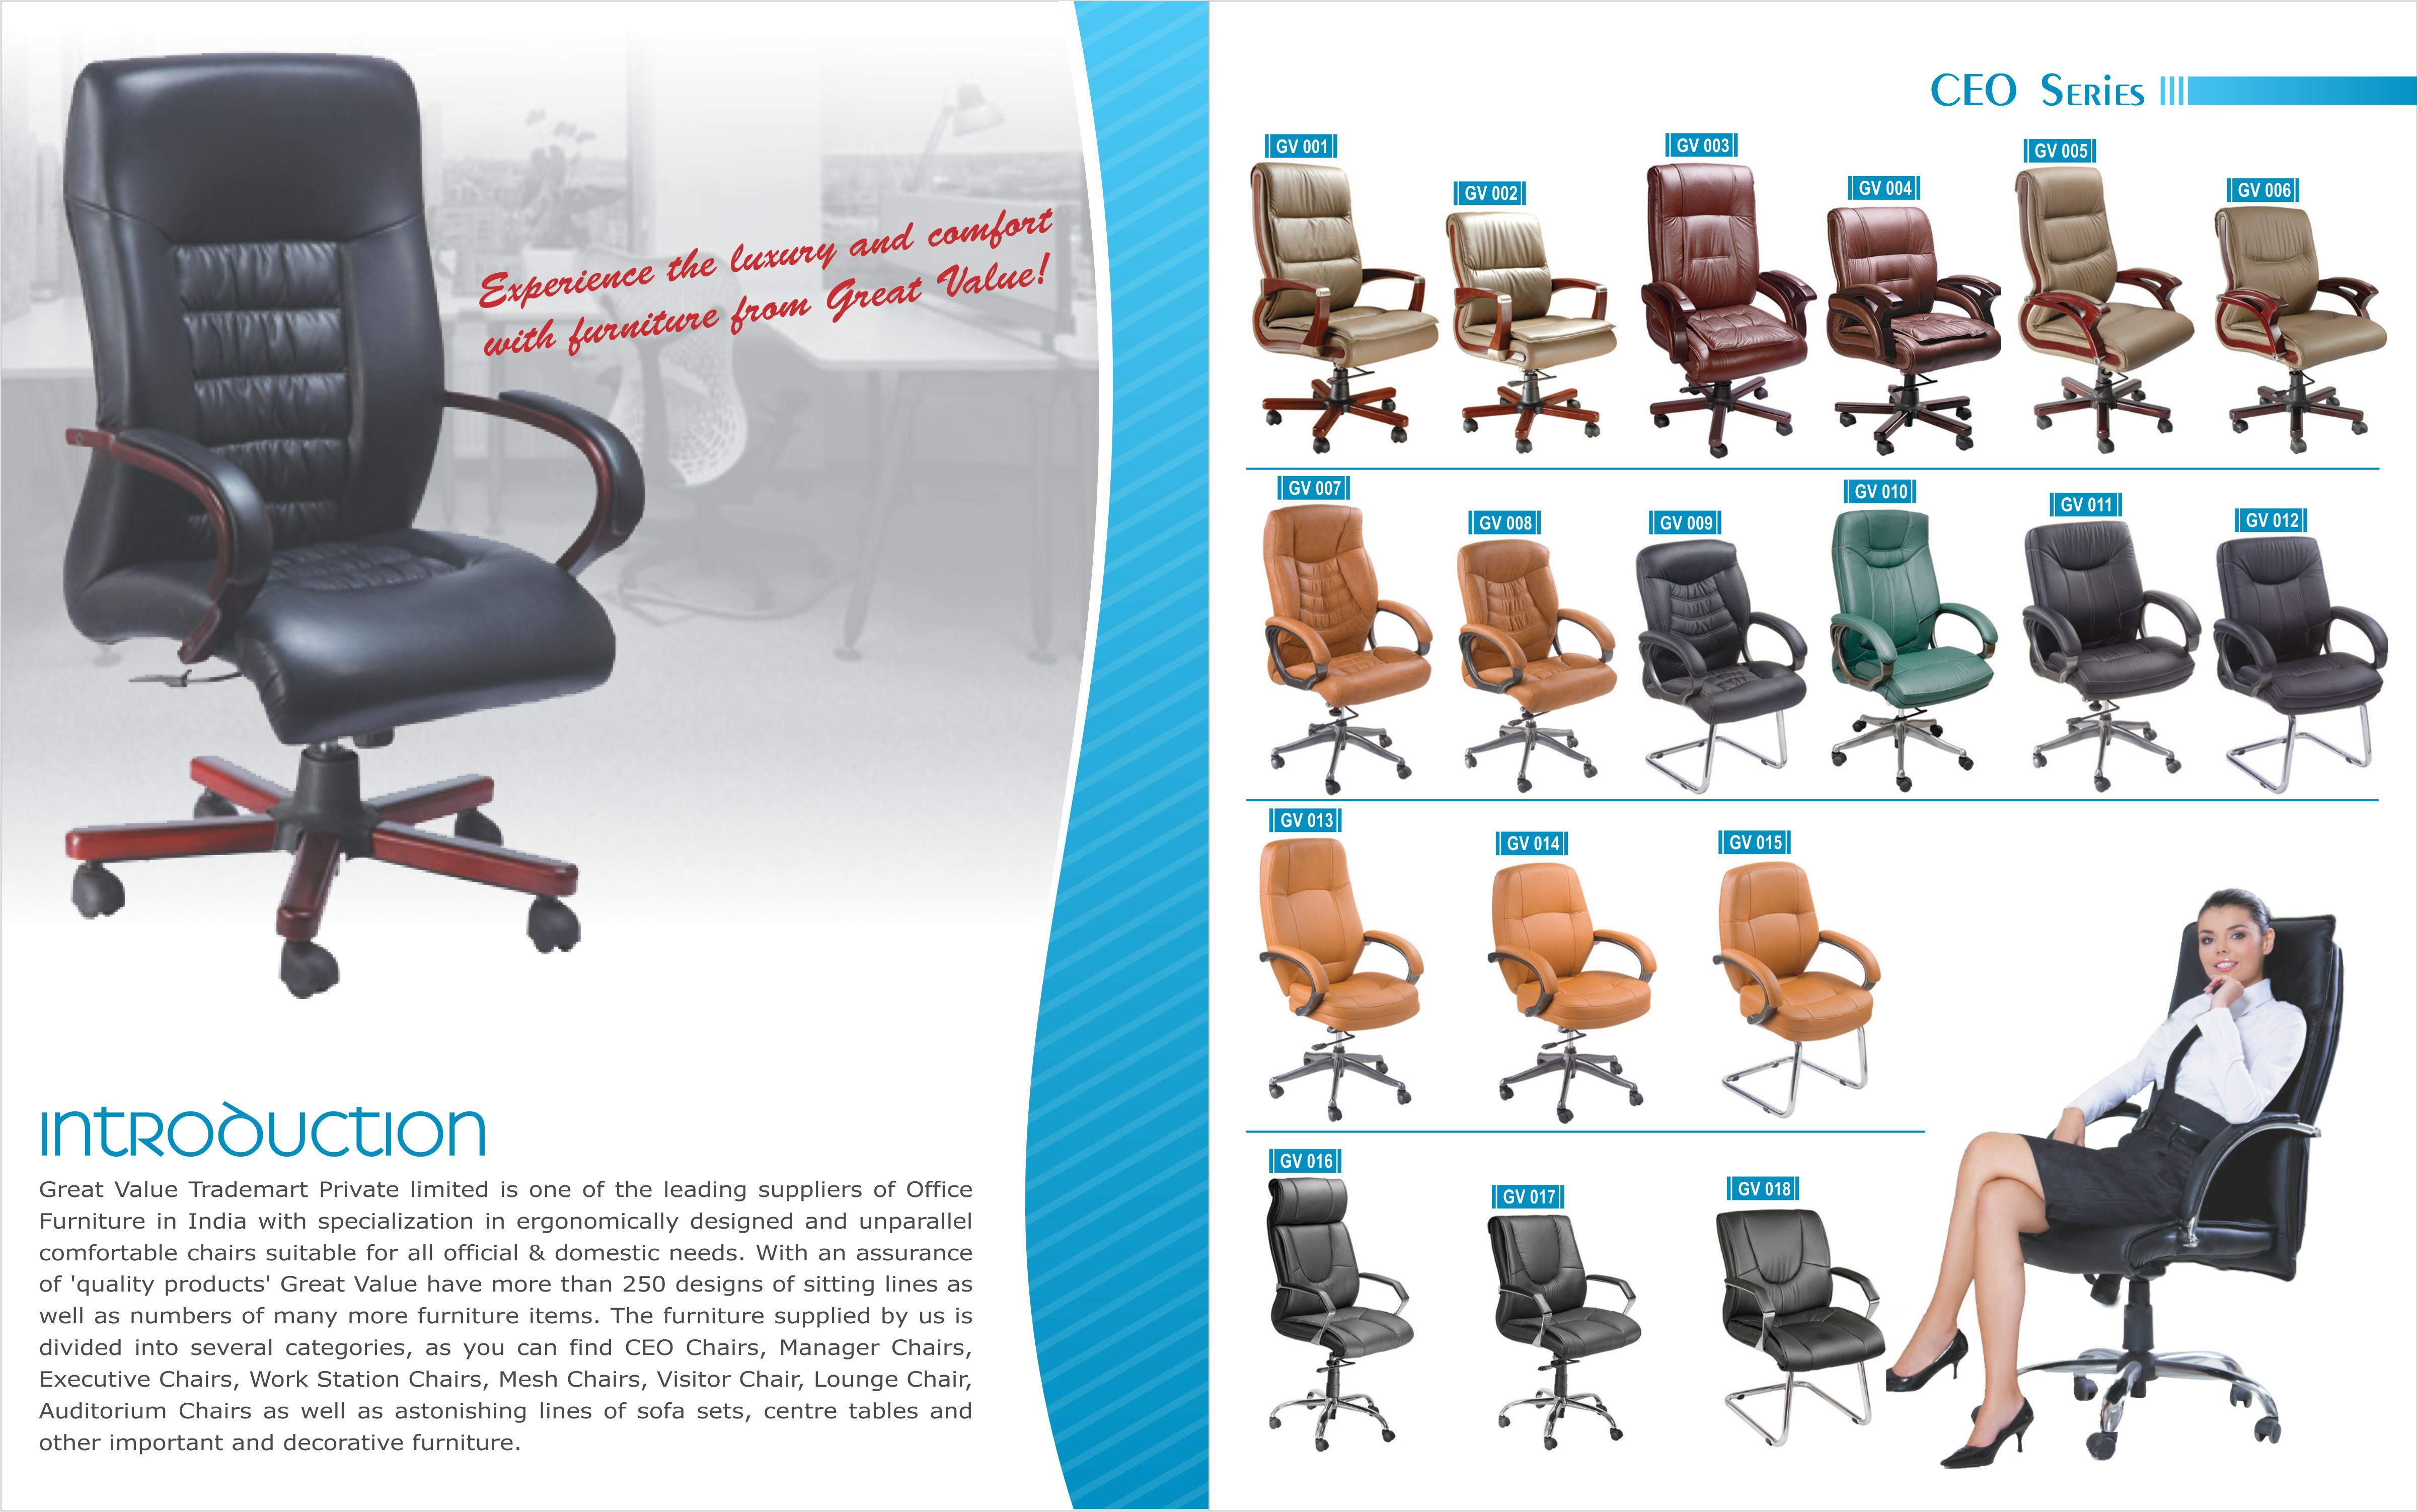 Experience the luxury and comfort
with furniture from Great Value!
Introduction
Great Value Trademart Private limited is one of the leading suppliers of Office
Furniture in India with specialization in ergonomically designed and unparallel
comfortable chairs suitable for all official & domestic needs. With an assurance
of 'quality products' Great Value have more than 250 designs of sitting lines as
well as numbers of many more furniture items. The furniture supplied by us is
divided into several categories, as you can find CEO Chairs, Manager Chairs,
Executive Chairs, Work Station Chairs, Mesh Chairs, Visitor Chair, Lounge Chair,
Auditorium Chairs as well as astonishing lines of sofa sets, centre tables and
other important and decorative furniture.
CEO Series
GV 001
GV 002
GV 003
GV 004
GV 005
GV 006
GV 007
GV 008
GV 009
GV 010
GV 011
GV 012
GV 013
GV 014
GV 015
GV 016
GV 017
GV 018